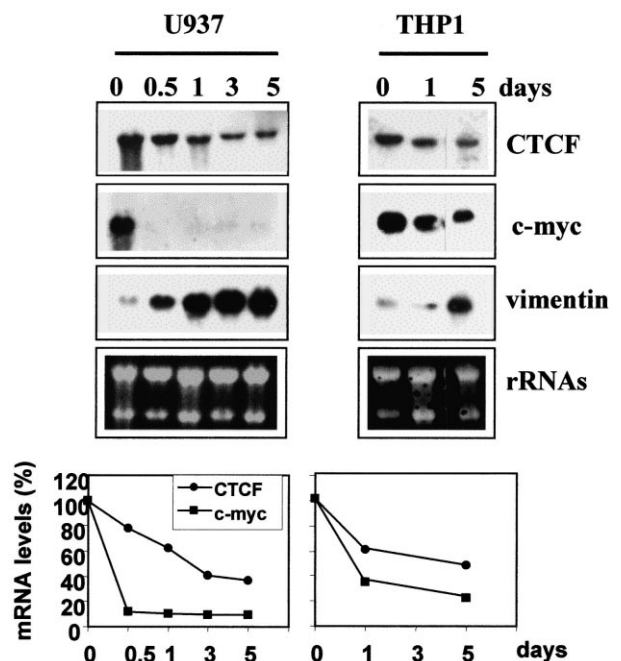 U937 THP1
0 0.5 1 3 5 0 1 5 days
CTCF
c-myc
vimentin
rRNAs
mRNA levels (%)
120
100
80
60
40
20
0
CTCF
c-myc
0 0.5 1 3 5 0 1 3 5 days